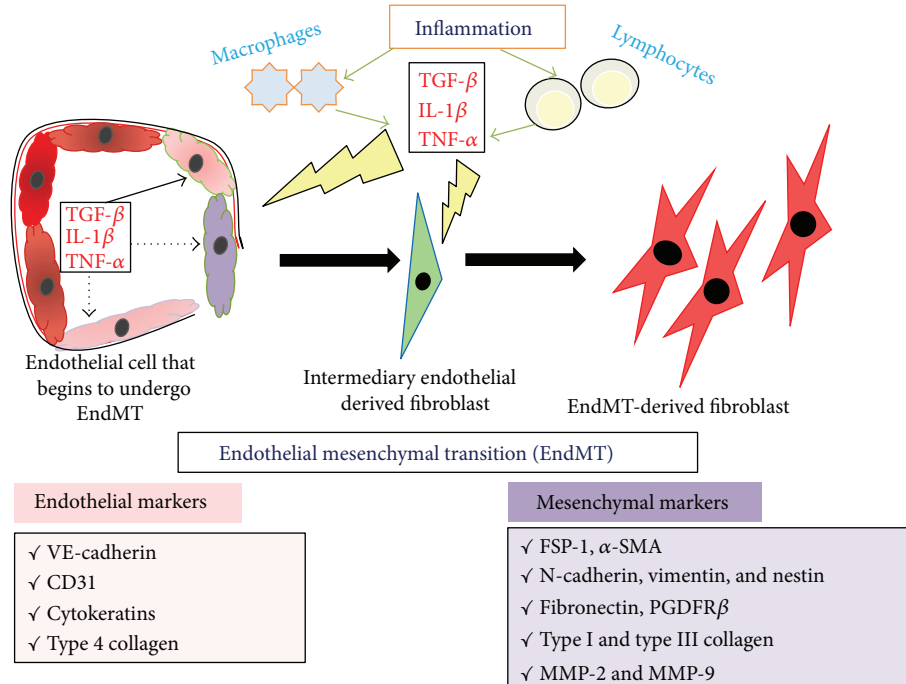 Inflammation
Macrophages
Lymphocytes
TGF-β
IL-1β
TNF-α
TGF-β
IL-1β
TNF-α
Endothelial cell that
begins to undergo
EndMT
Intermediary endothelial
derived fibroblast
EndMT-derived fibroblast
Endothelial mesenchymal transition (EndMT)
Endothelial markers
✓ VE-cadherin
✓ CD31
✓ Cytokeratins
✓ Type 4 collagen
Mesenchymal markers
✓ FSP-1, α-SMA
✓ N-cadherin, vimentin, and nestin
✓ Fibronectin, PGDFRβ
✓ Type I and type III collagen
✓ MMP-2 and MMP-9